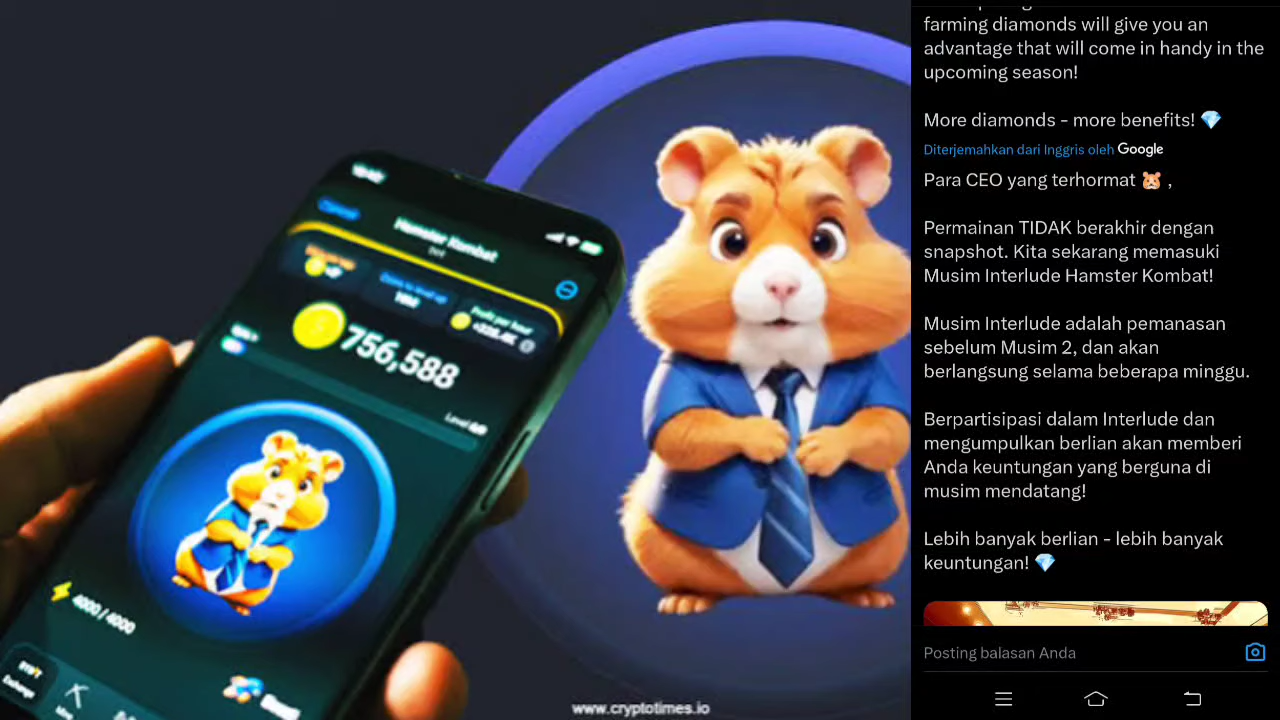 Hamster Kombat
756,588
4000 / 4000
Exchange
www.cryptotimes.io
farming diamonds will give you an
advantage that will come in handy in the
upcoming season!
More diamonds - more benefits! 💎
Diterjemahkan dari Inggris oleh Google
Para CEO yang terhormat 🐹 ,
Permainan TIDAK berakhir dengan
snapshot. Kita sekarang memasuki
Musim Interlude Hamster Kombat!
Musim Interlude adalah pemanasan
sebelum Musim 2, dan akan
berlangsung selama beberapa minggu.
Berpartisipasi dalam Interlude dan
mengumpulkan berlian akan memberi
Anda keuntungan yang berguna di
musim mendatang!
Lebih banyak berlian - lebih banyak
keuntungan! 💎
Posting balasan Anda